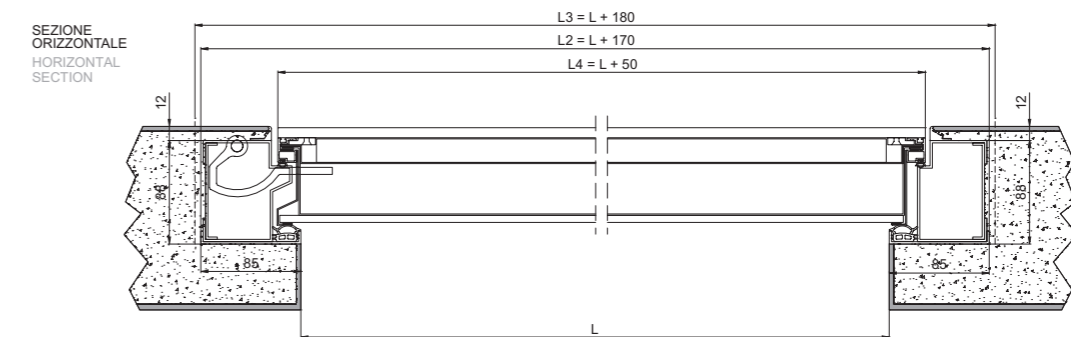 L3 = L + 180
SEZIONE
ORIZZONTALE
L2 = L + 170
HORIZONTAL
SECTION
L4 = L + 50
12
12
88
88
85
85
L